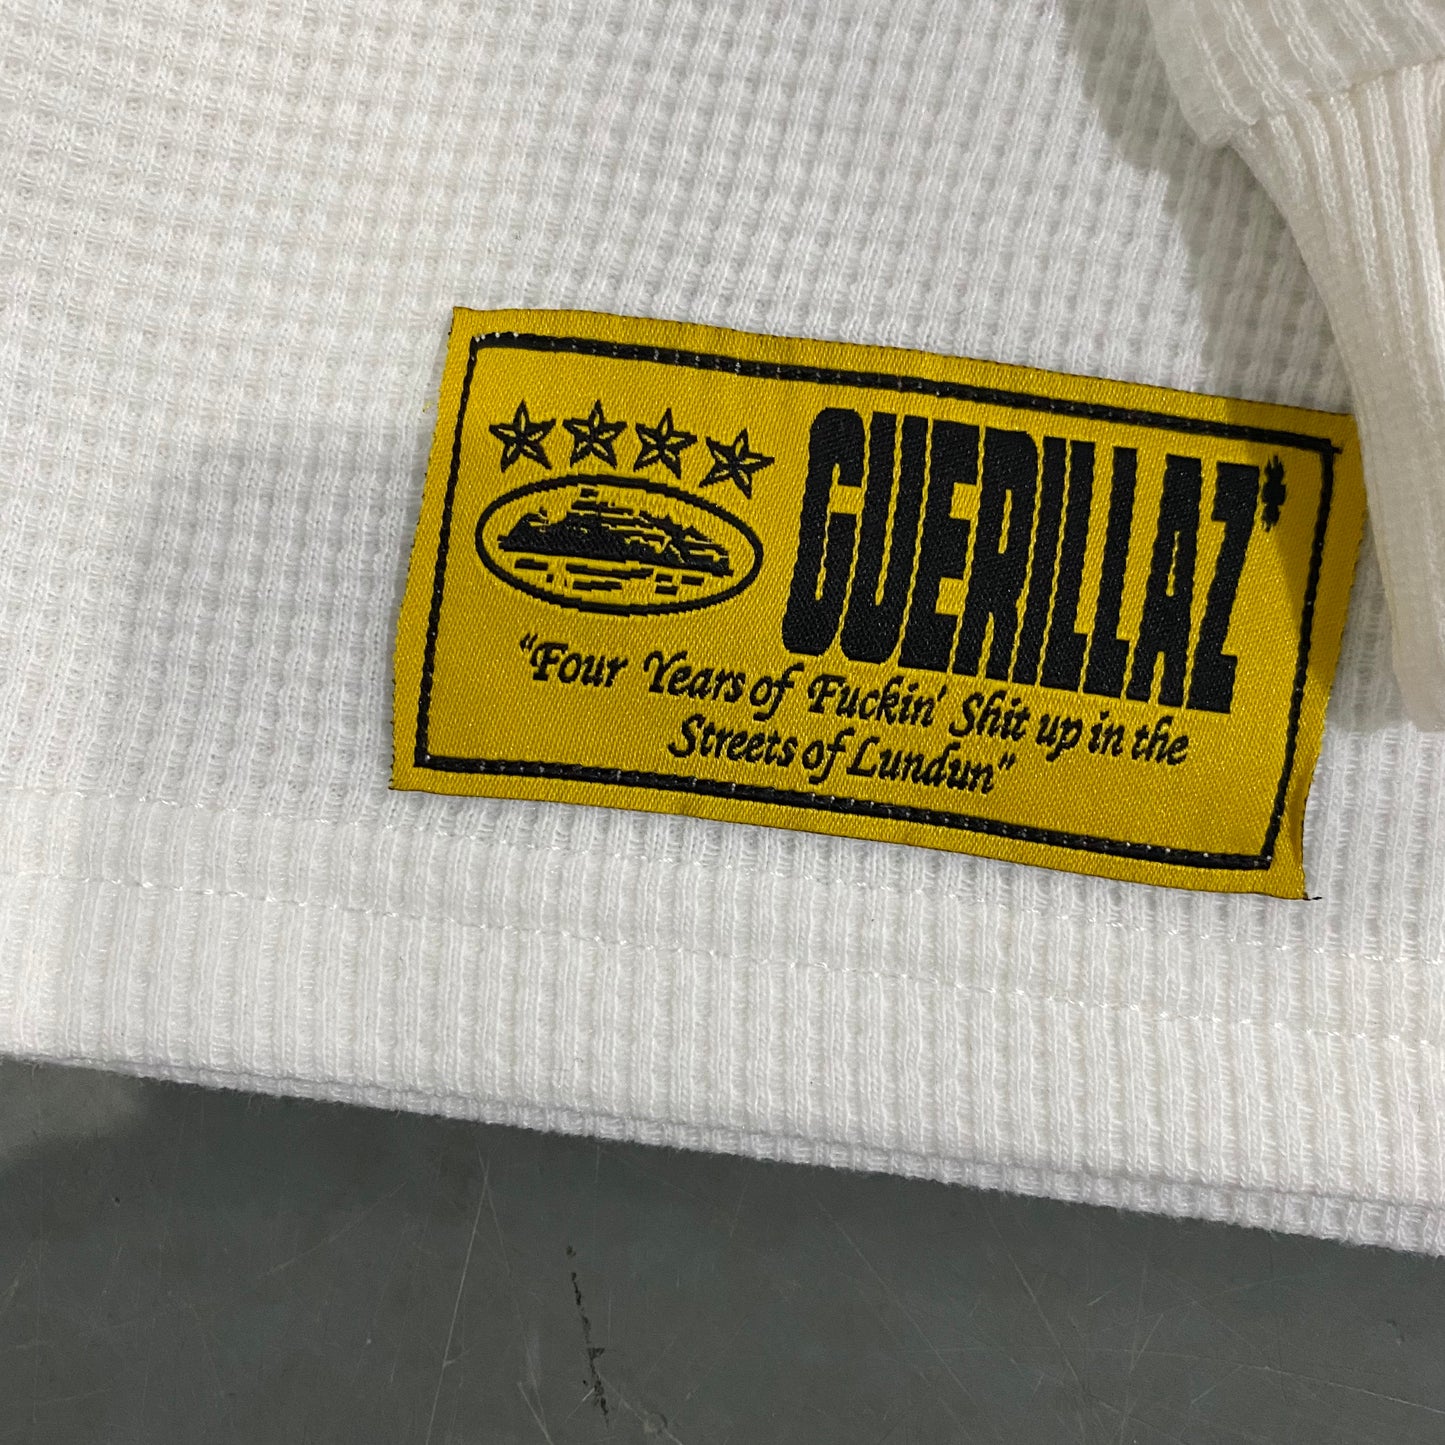 GUERILLAZ*
“Four Years of Fuckin' Shit up in the
Streets of Lundun”